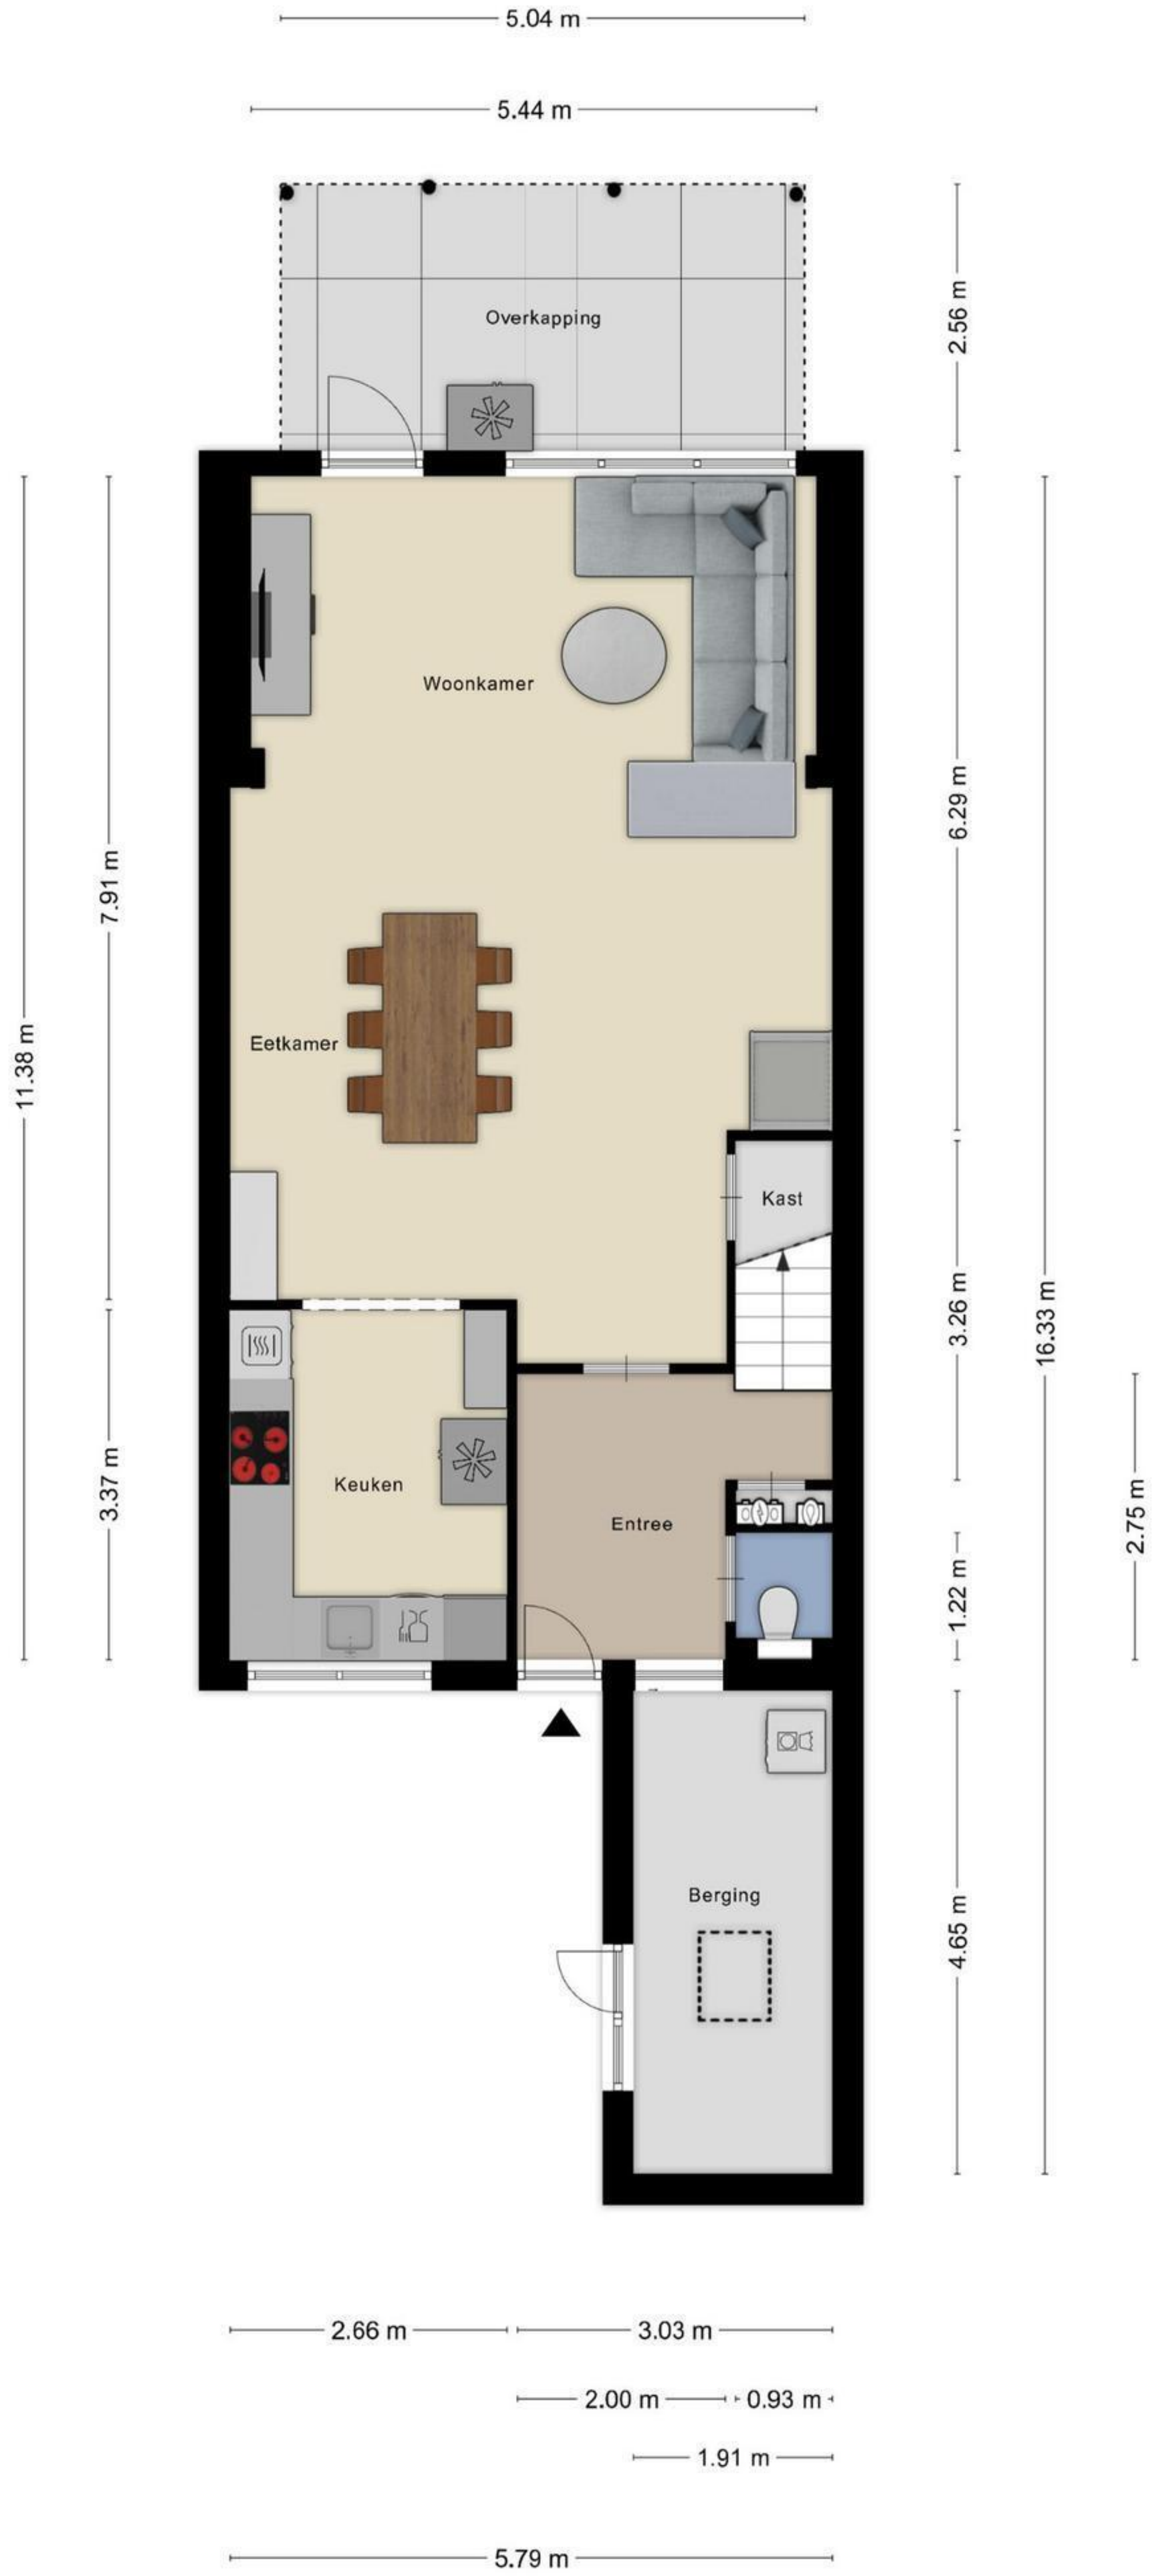 5.04 m
5.44 m
Overkapping
2.56 m
Woonkamer
6.29 m
7.91 m
11.38 m
Eetkamer
Kast
3.26 m
16.33 m
Keuken
3.37 m
Entree
2.75 m
1.22 m
Berging
4.65 m
2.66 m
3.03 m
2.00 m
0.93 m
1.91 m
5.79 m